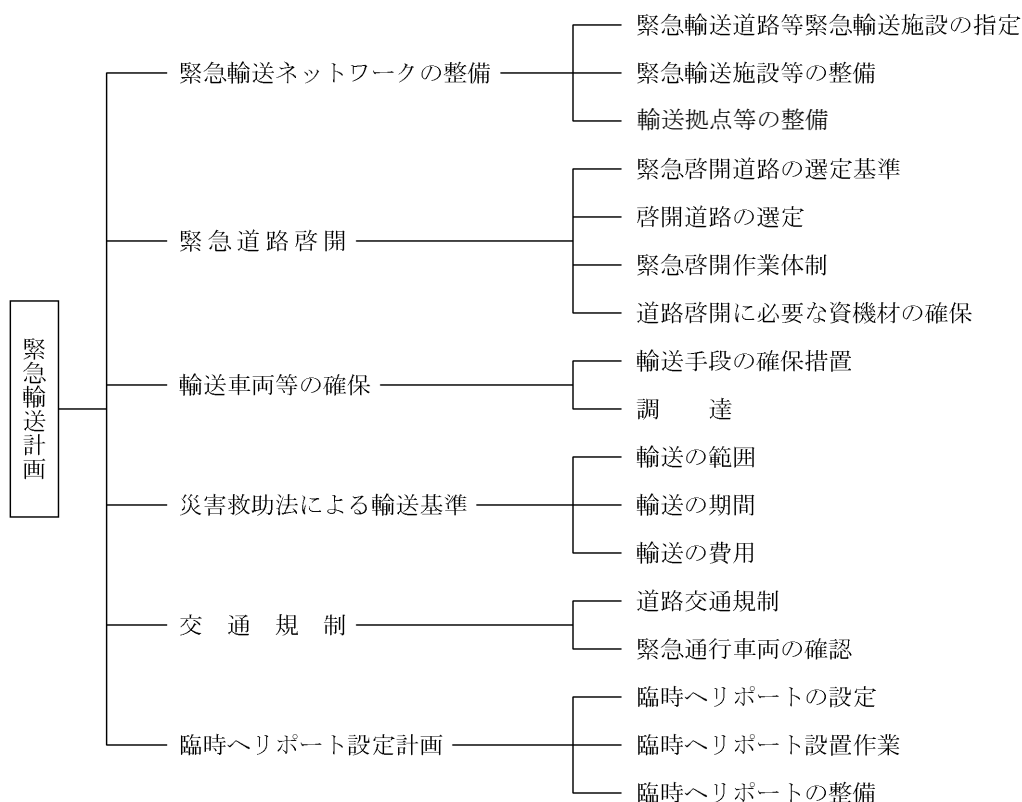 緊急輸送計画
緊急輸送ネットワークの整備
緊急輸送道路等緊急輸送施設の指定
緊急輸送施設等の整備
輸送拠点等の整備
緊急道路啓開
緊急啓開道路の選定基準
啓開道路の選定
緊急啓開作業体制
道路啓開に必要な資機材の確保
輸送車両等の確保
輸送手段の確保措置
調　　達
災害救助法による輸送基準
輸送の範囲
輸送の期間
輸送の費用
交　通　規　制
道路交通規制
緊急通行車両の確認
臨時ヘリポート設定計画
臨時ヘリポートの設定
臨時ヘリポート設置作業
臨時ヘリポートの整備